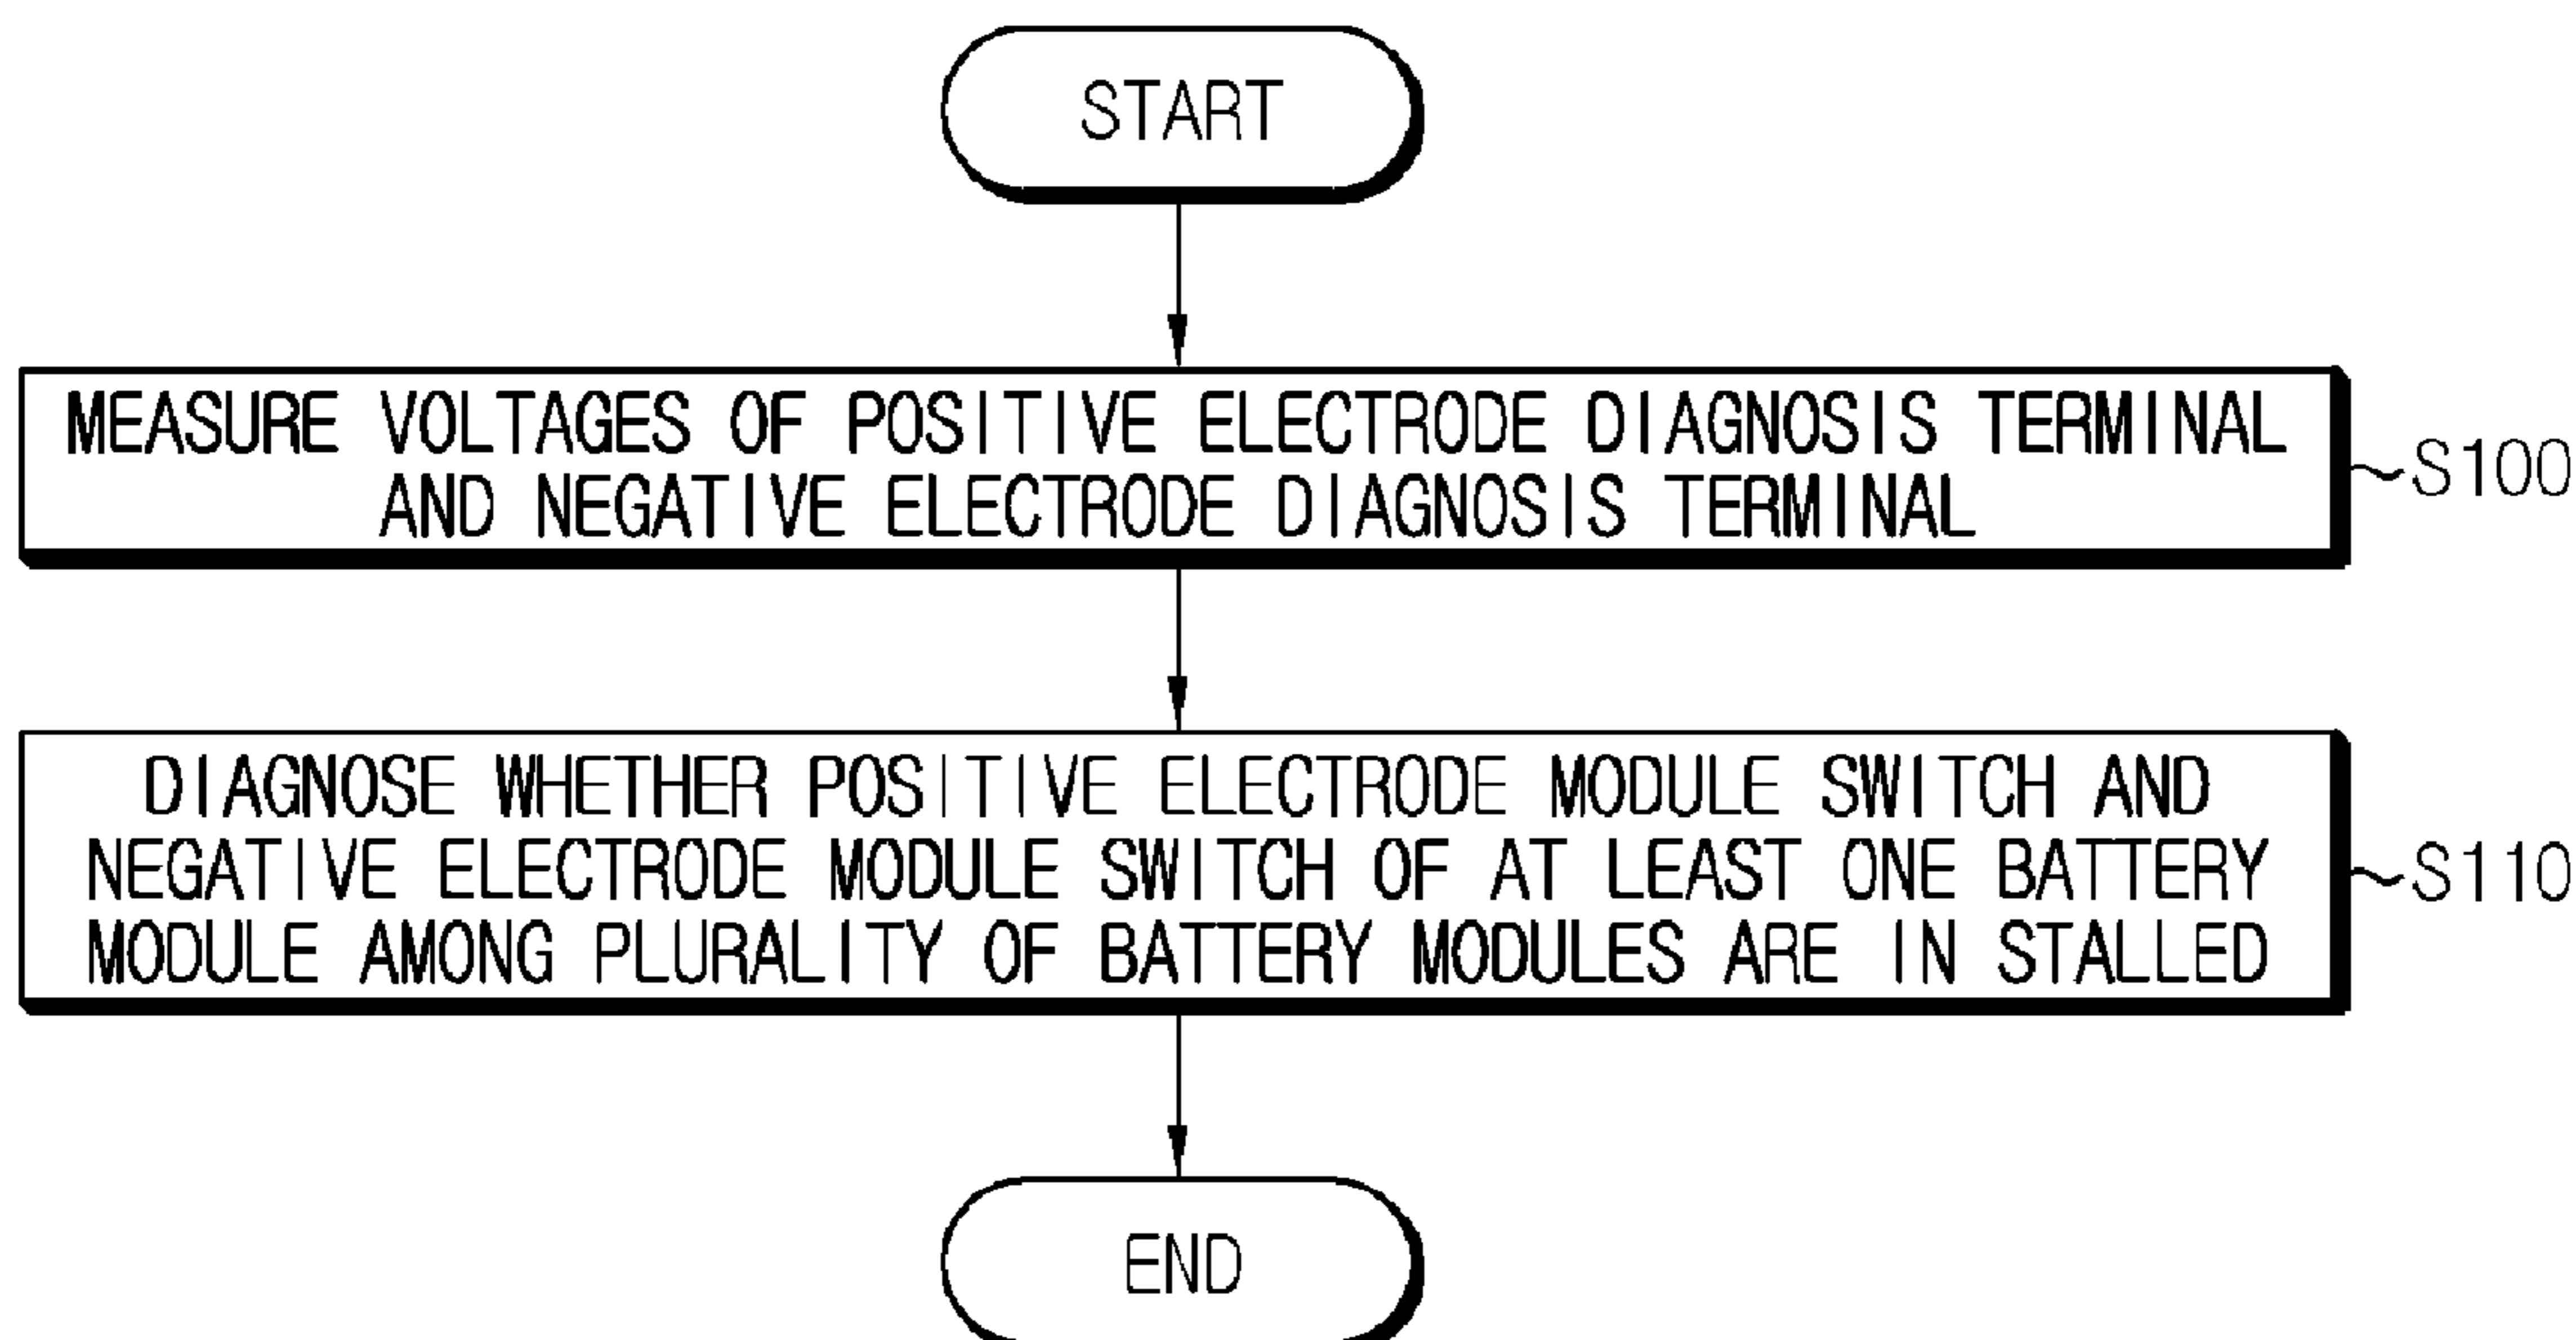 START
MEASURE VOLTAGES OF POSITIVE ELECTRODE DIAGNOSIS TERMINAL
AND NEGATIVE ELECTRODE DIAGNOSIS TERMINAL
S100
DIAGNOSE WHETHER POSITIVE ELECTRODE MODULE SWITCH AND
NEGATIVE ELECTRODE MODULE SWITCH OF AT LEAST ONE BATTERY
MODULE AMONG PLURALITY OF BATTERY MODULES ARE IN STALLED
S110
END